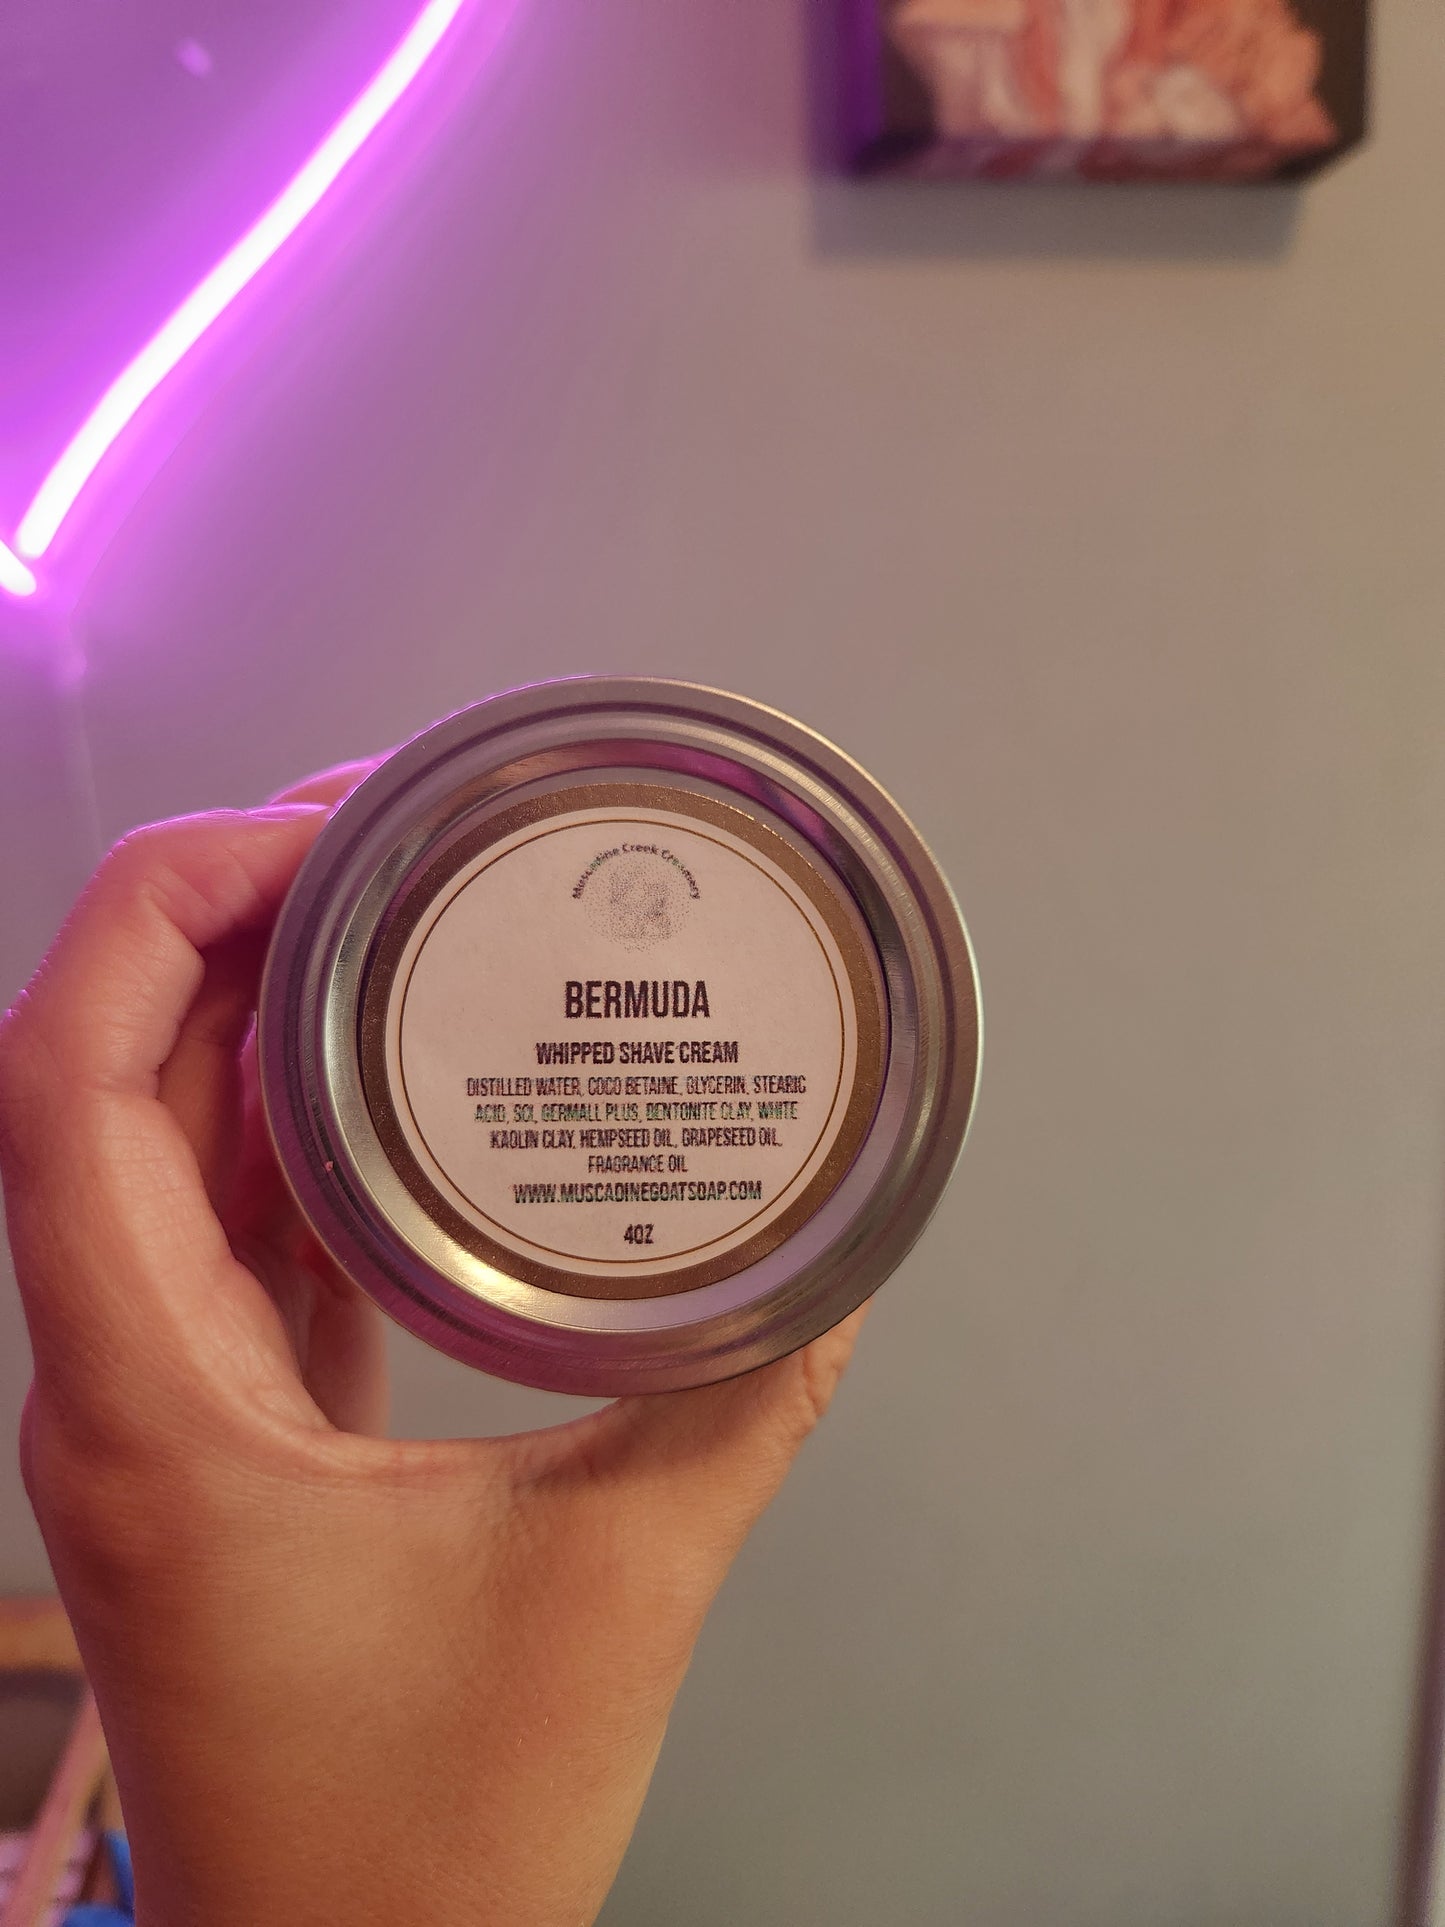 Muscadine Creek Creamery
BERMUDA
WHIPPED SHAVE CREAM
DISTILLED WATER, COCO BETAINE, GLYCERIN, STEARIC
ACID, SCI, GERMALL PLUS, BENTONITE CLAY, WHITE
KAOLIN CLAY, HEMPSEED OIL, GRAPESEED OIL,
FRAGRANCE OIL
WWW.MUSCADINEGOATSOAP.COM
4OZ